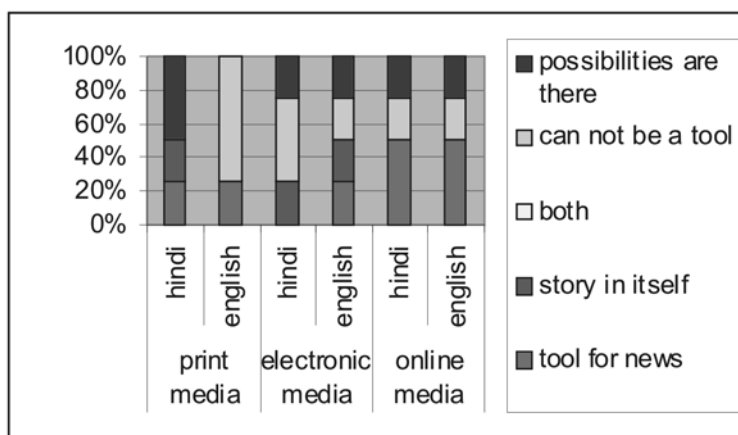 100%
80%
60%
40%
20%
0%
hindi
english
hindi
english
hindi
english
print
media
electronic
media
online
media
possibilities are
there
can not be a tool
both
story in itself
tool for news